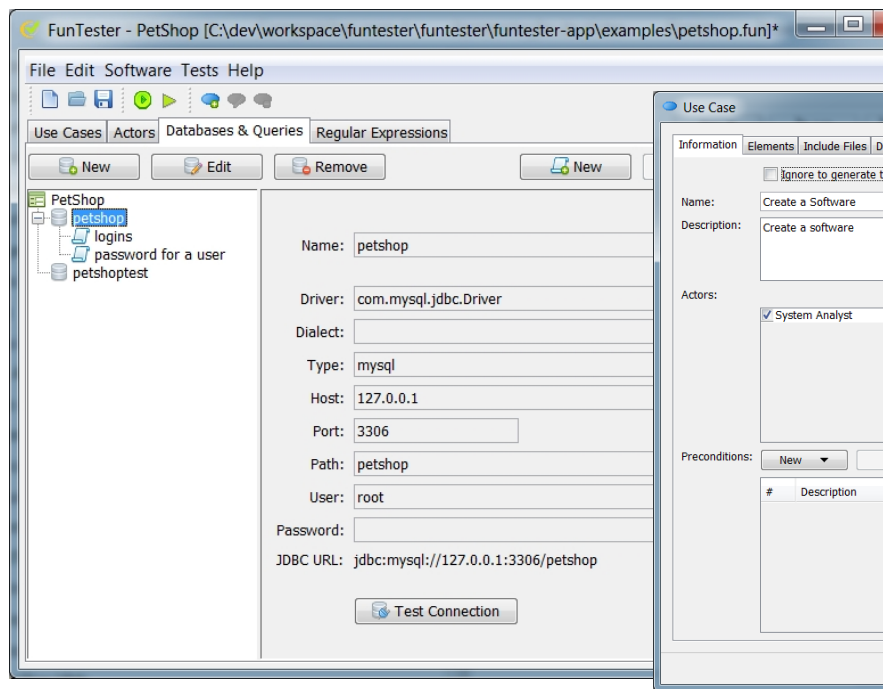 FunTester - PetShop [C:\dev\workspace\funtester\funtester\funtester-app\examples\petshop.fun]*
File Edit Software Tests Help
Use Cases Actors Databases & Queries Regular Expressions
New Edit Remove New
PetShop
petshop
logins
password for a user
petshoptest
Name: petshop
Driver: com.mysql.jdbc.Driver
Dialect:
Type: mysql
Host: 127.0.0.1
Port: 3306
Path: petshop
User: root
Password:
JDBC URL: jdbc:mysql://127.0.0.1:3306/petshop
Test Connection
Use Case
Information Elements Include Files D
Ignore to generate t
Name: Create a Software
Description: Create a software
Actors:
System Analyst
Preconditions: New
# Description